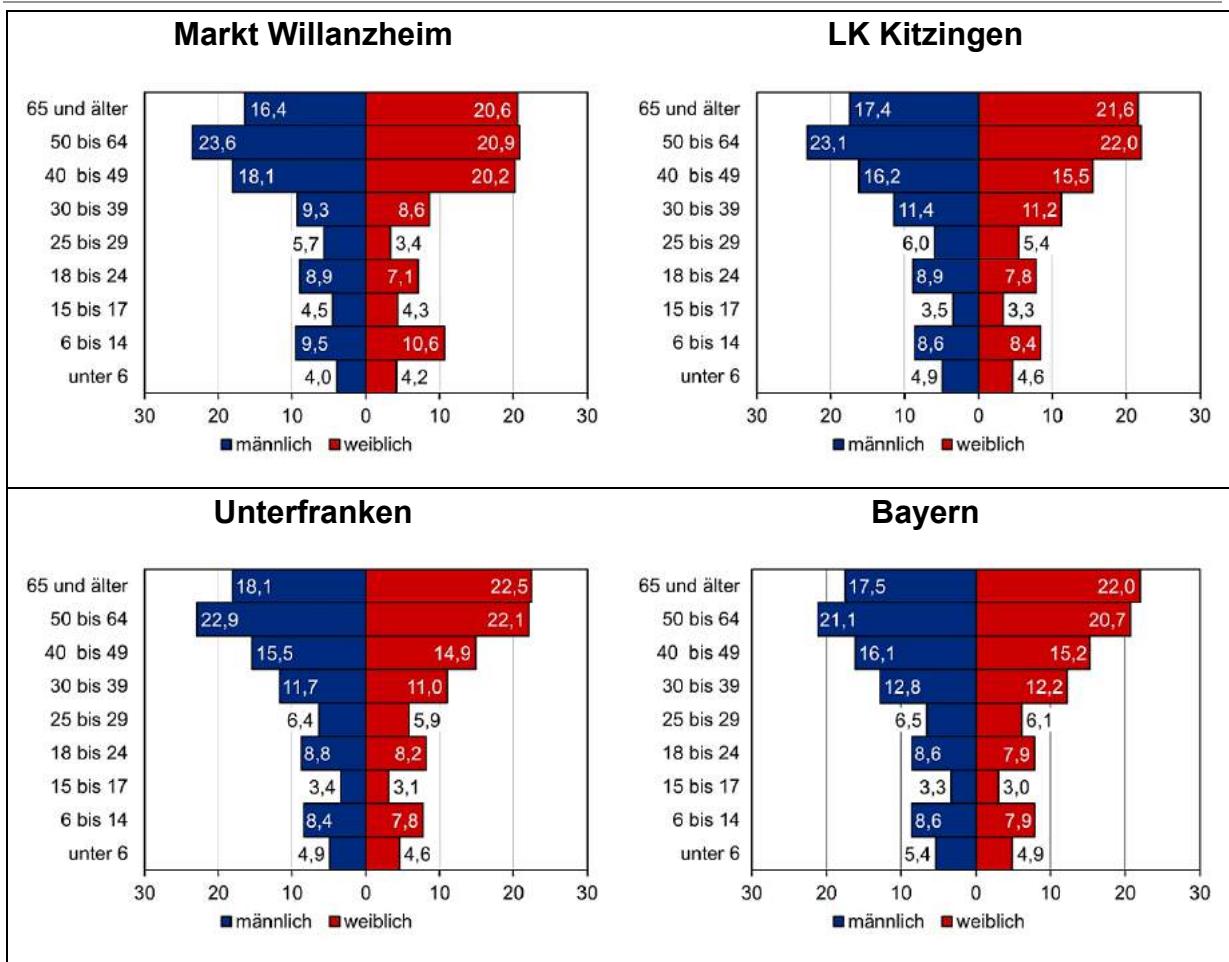 Markt Willanzheim
65 und älter 16,4 20,6
50 bis 64 23,6 20,9
40 bis 49 18,1 20,2
30 bis 39 9,3 8,6
25 bis 29 5,7 3,4
18 bis 24 8,9 7,1
15 bis 17 4,5 4,3
6 bis 14 9,5 10,6
unter 6 4,0 4,2
30 20 10 0 10 20 30
männlich weiblich
LK Kitzingen
65 und älter 17,4 21,6
50 bis 64 23,1 22,0
40 bis 49 16,2 15,5
30 bis 39 11,4 11,2
25 bis 29 6,0 5,4
18 bis 24 8,9 7,8
15 bis 17 3,5 3,3
6 bis 14 8,6 8,4
unter 6 4,9 4,6
30 20 10 0 10 20 30
männlich weiblich
Unterfranken
65 und älter 18,1 22,5
50 bis 64 22,9 22,1
40 bis 49 15,5 14,9
30 bis 39 11,7 11,0
25 bis 29 6,4 5,9
18 bis 24 8,8 8,2
15 bis 17 3,4 3,1
6 bis 14 8,4 7,8
unter 6 4,9 4,6
30 20 10 0 10 20 30
männlich weiblich
Bayern
65 und älter 17,5 22,0
50 bis 64 21,1 20,7
40 bis 49 16,1 15,2
30 bis 39 12,8 12,2
25 bis 29 6,5 6,1
18 bis 24 8,6 7,9
15 bis 17 3,3 3,0
6 bis 14 8,6 7,9
unter 6 5,4 4,9
30 20 10 0 10 20 30
männlich weiblich